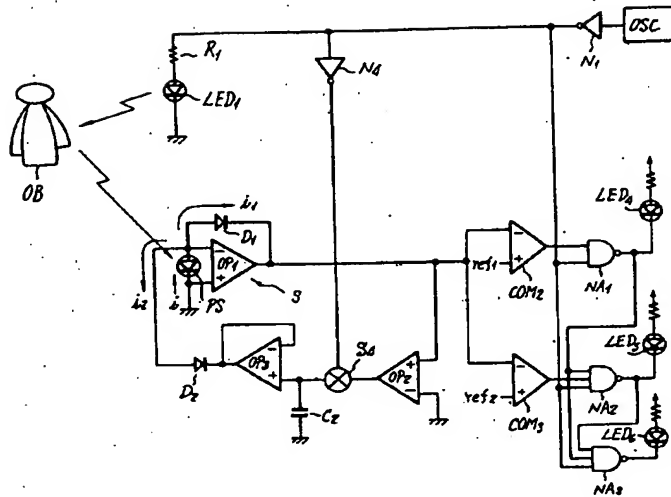 OSC
N1
R1
N4
LED1
OB
i1
D1
i2
OP1
i
PS
S
ref1
COM2
NA1
LED4
D2
OP3
S4
OP2
C2
ref2
COM3
NA2
LED5
NA3
LED6
- +
- +
- +
+ -
- +
- +